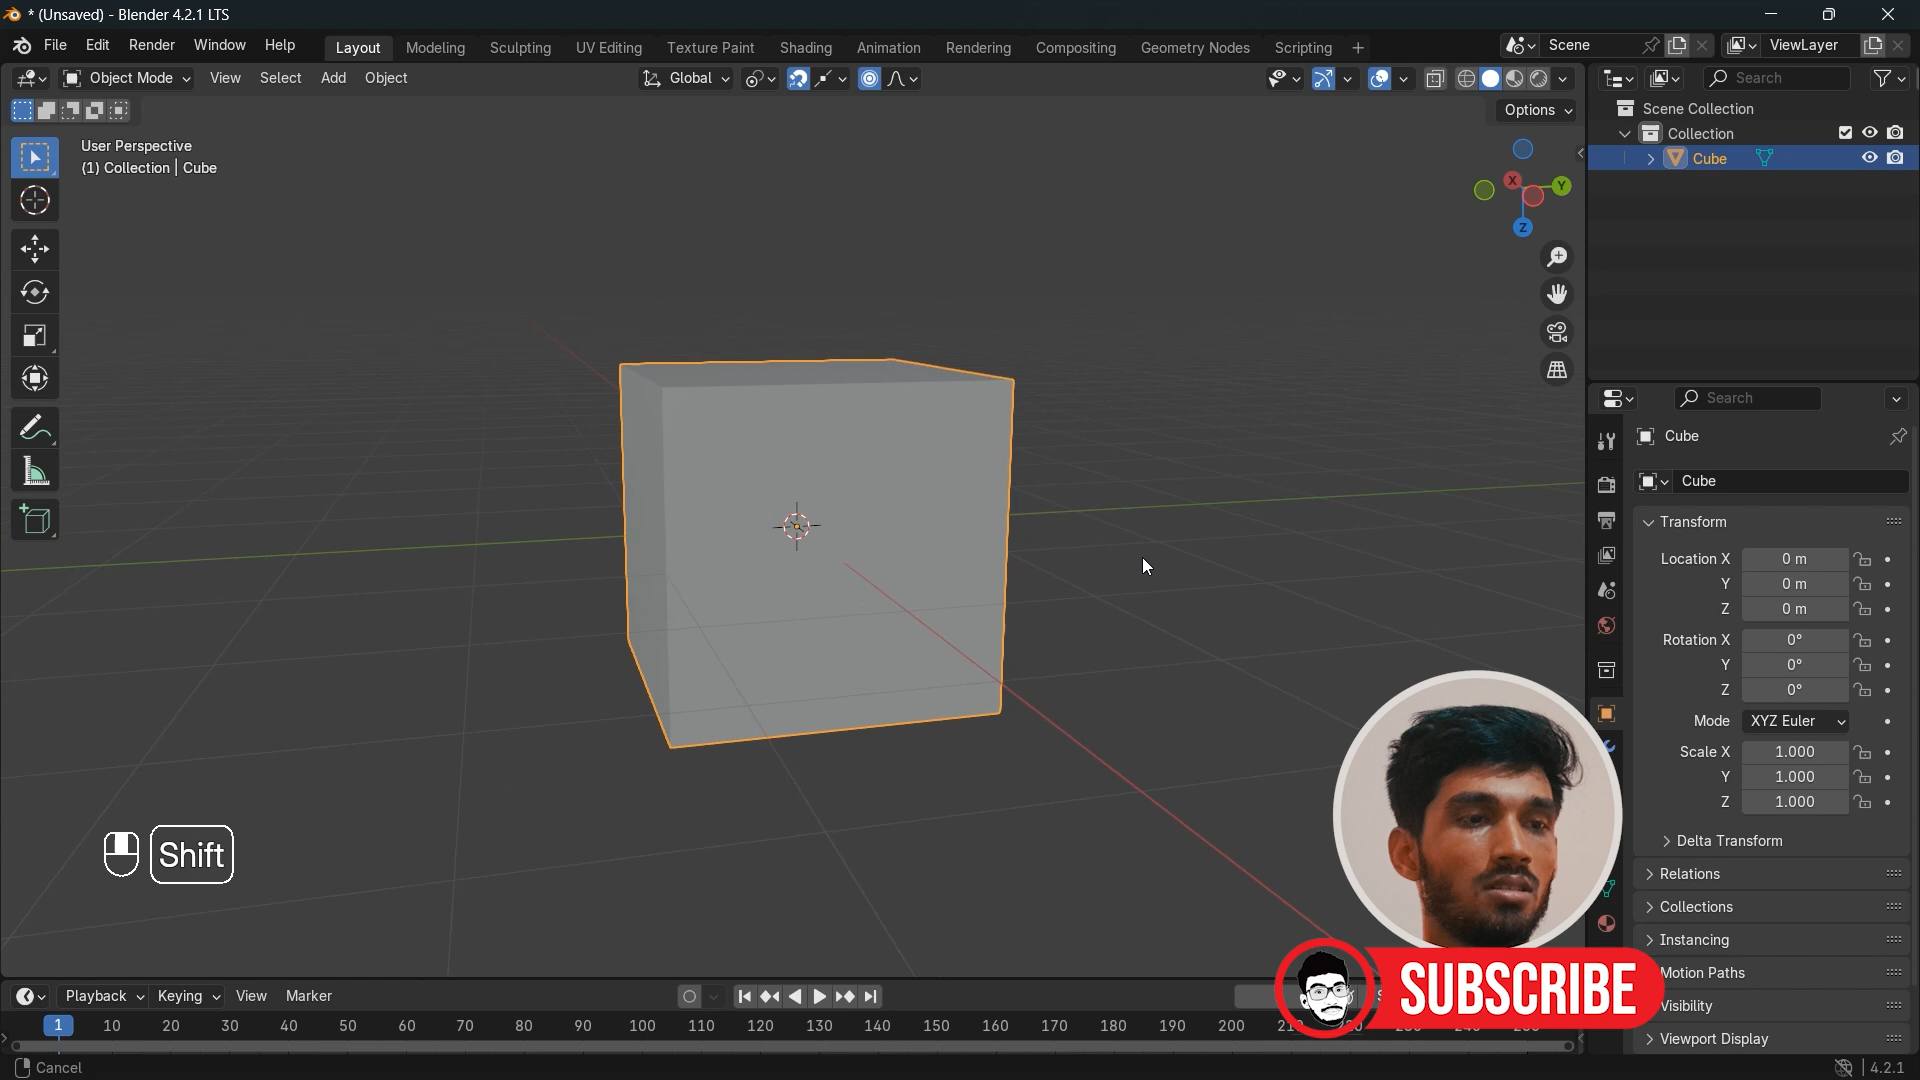 * (Unsaved) - Blender 4.2.1 LTS
File Edit Render Window Help Layout Modeling Sculpting UV Editing Texture Paint Shading Animation Rendering Compositing Geometry Nodes Scripting + Scene ViewLayer
Object Mode View Select Add Object Global Search
Options
Scene Collection
Collection
Cube
User Perspective
(1) Collection | Cube
X Y Z
Search
Cube
Cube
Transform
Location X 0 m
Y 0 m
Z 0 m
Rotation X 0°
Y 0°
Z 0°
Mode XYZ Euler
Scale X 1.000
Y 1.000
Z 1.000
Delta Transform
Relations
Collections
Instancing
Motion Paths
Visibility
Viewport Display
Shift
SUBSCRIBE
Playback Keying View Marker
1 10 20 30 40 50 60 70 80 90 100 110 120 130 140 150 160 170 180 190 200
Cancel
4.2.1